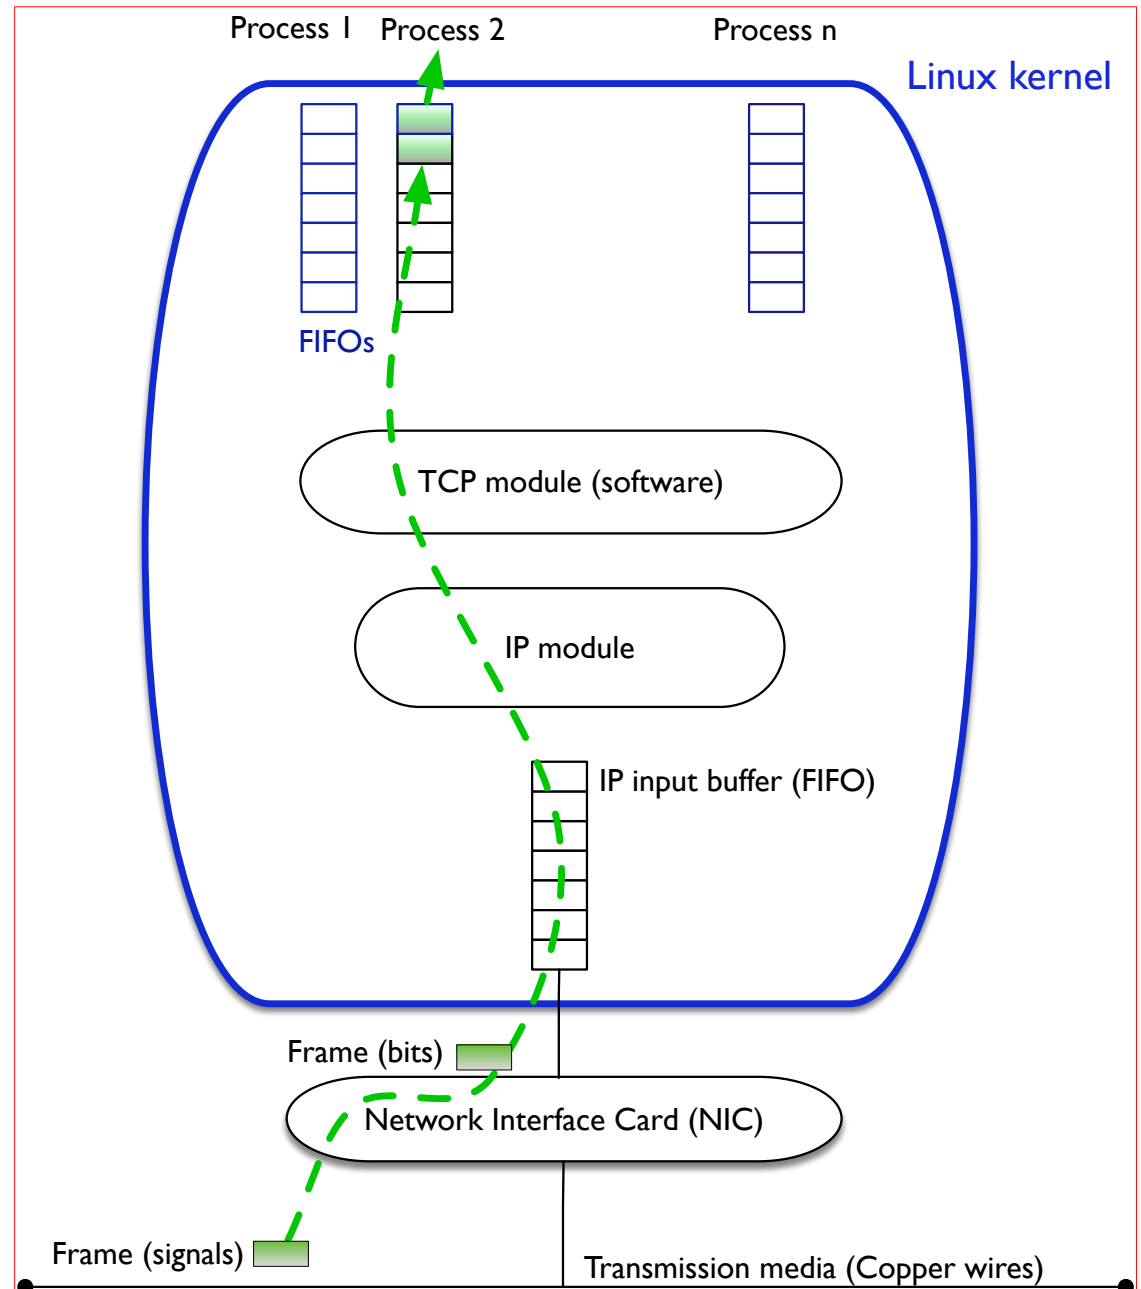 Process 1
Process 2
Process n
Linux kernel
FIFOs
TCP module (software)
IP module
IP input buffer (FIFO)
Frame (bits)
Network Interface Card (NIC)
Frame (signals)
Transmission media (Copper wires)